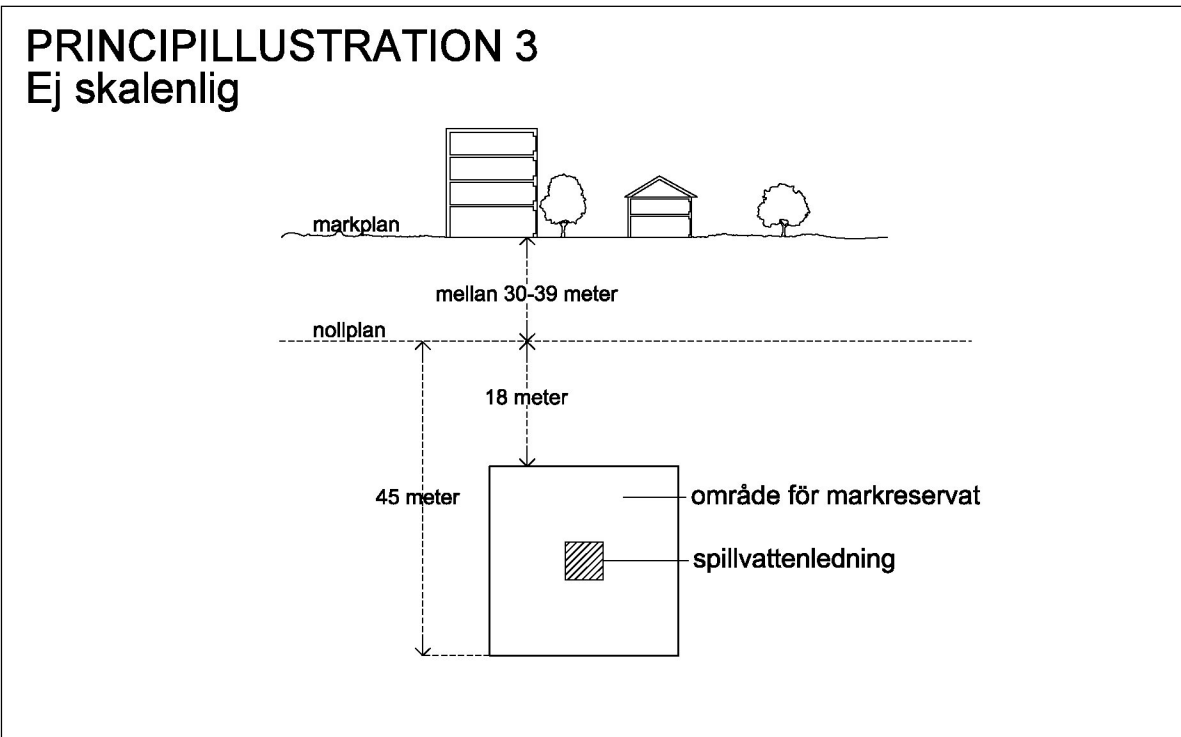 PRINCIPILLUSTRATION 3
Ej skalenlig
markplan
mellan 30-39 meter
nollplan
18 meter
45 meter
område för markreservat
spillvattenledning